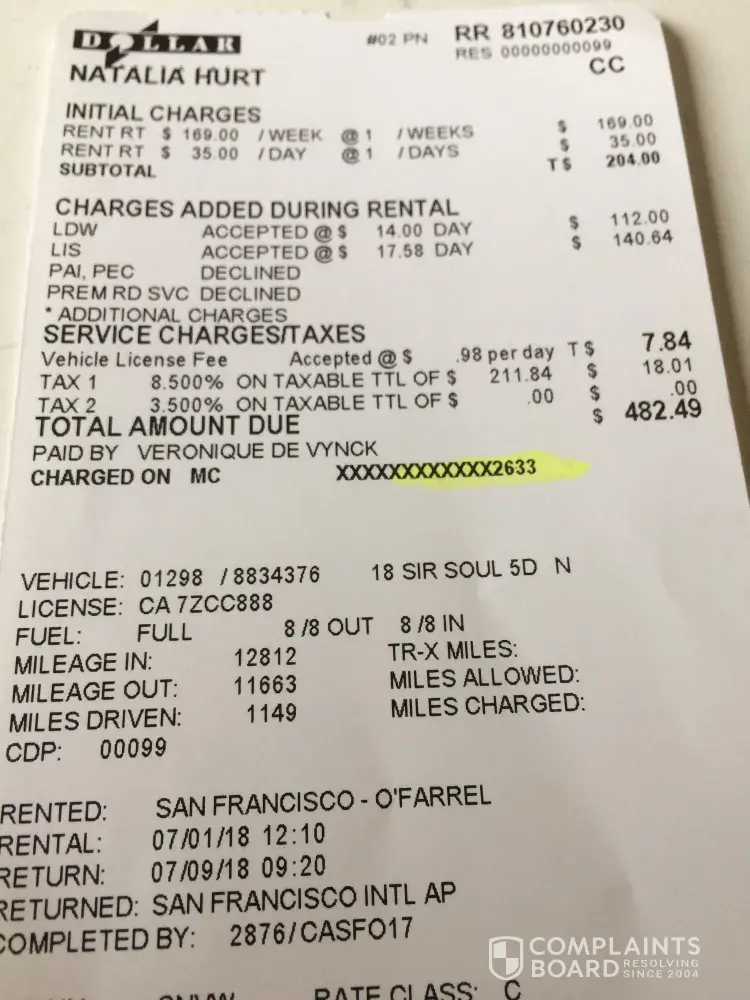 DOLLAR #02 PN RR 810760230
RES 00000000099
NATALIA HURT CC
INITIAL CHARGES
RENT RT $ 169.00 /WEEK @ 1 /WEEKS $ 169.00
RENT RT $ 35.00 /DAY @ 1 /DAYS $ 35.00
SUBTOTAL T$ 204.00
CHARGES ADDED DURING RENTAL
LDW ACCEPTED @ $ 14.00 DAY $ 112.00
LIS ACCEPTED @ $ 17.58 DAY $ 140.64
PAI, PEC DECLINED
PREM RD SVC DECLINED
* ADDITIONAL CHARGES
SERVICE CHARGES/TAXES
Vehicle License Fee Accepted @ $ .98 per day T$ 7.84
TAX 1 8.500% ON TAXABLE TTL OF $ 211.84 $ 18.01
TAX 2 3.500% ON TAXABLE TTL OF $ .00 $ .00
TOTAL AMOUNT DUE $ 482.49
PAID BY VERONIQUE DE VYNCK
CHARGED ON MC XXXXXXXXXXXX2633
VEHICLE: 01298 /8834376 18 SIR SOUL 5D N
LICENSE: CA 7ZCC888
FUEL: FULL 8/8 OUT 8/8 IN
MILEAGE IN: 12812 TR-X MILES:
MILEAGE OUT: 11663 MILES ALLOWED:
MILES DRIVEN: 1149 MILES CHARGED:
CDP: 00099
RENTED: SAN FRANCISCO - O'FARREL
RENTAL: 07/01/18 12:10
RETURN: 07/09/18 09:20
RETURNED: SAN FRANCISCO INTL AP
COMPLETED BY: 2876/CASFO17
RATE CLASS: C
COMPLAINTS
BOARD RESOLVING
SINCE 2004